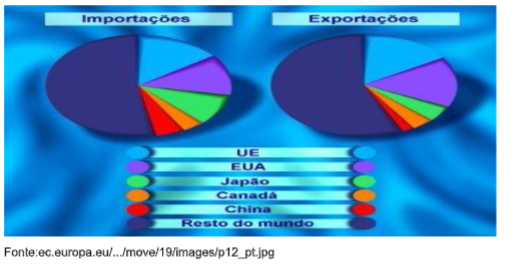 Importações Exportações
UE
EUA
Japão
Canadá
China
Resto do mundo
Fonte:ec.europa.eu/.../move/19/images/p12_pt.jpg